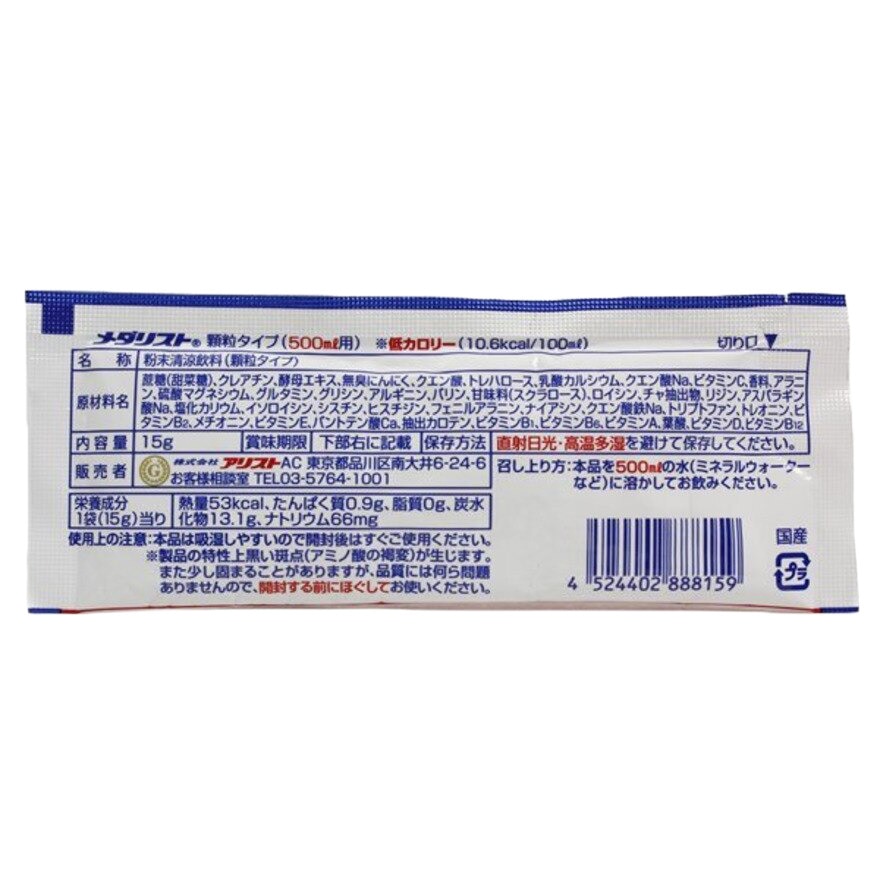 メダリスト® 顆粒タイプ(500mℓ用) ※低カロリー(10.6kcal/100mℓ) 切り口▼
名 称 粉末清涼飲料(顆粒タイプ)
原材料名 蔗糖(甜菜糖)、クレアチン、酵母エキス、無臭にんにく、クエン酸、トレハロース、乳酸カルシウム、クエン酸Na、ビタミンC、香料、アラニ
ン、硫酸マグネシウム、グルタミン、グリシン、アルギニン、バリン、甘味料(スクラロース)、ロイシン、チャ抽出物、リジン、アスパラギン
酸Na、塩化カリウム、イソロイシン、シスチン、ヒスチジン、フェニルアラニン、ナイアシン、クエン酸鉄Na、トリプトファン、トレオニン、ビ
タミンB2、メチオニン、ビタミンE、パントテン酸Ca、抽出カロテン、ビタミンB1、ビタミンB6、ビタミンA、葉酸、ビタミンD、ビタミンB12
内容量 15g 賞味期限 下部右に記載 保存方法 直射日光・高温多湿を避けて保存してください。
販売者 株式会社 アリストAC 東京都品川区南大井6-24-6
お客様相談室 TEL03-5764-1001
召し上り方:本品を500mℓの水(ミネラルウォーター
など)に溶かしてお飲みください。
栄養成分
1袋(15g)当り
熱量53kcal、たんぱく質0.9g、脂質0g、炭水
化物13.1g、ナトリウム66mg
使用上の注意:本品は吸湿しやすいので開封後はすぐご使用ください。
※製品の特性上黒い斑点(アミノ酸の褐変)が生じます。
また少し固まることがありますが、品質には何ら問題
ありませんので、開封する前にほぐしてお使いください。
4 524402 888159
国産
プラ